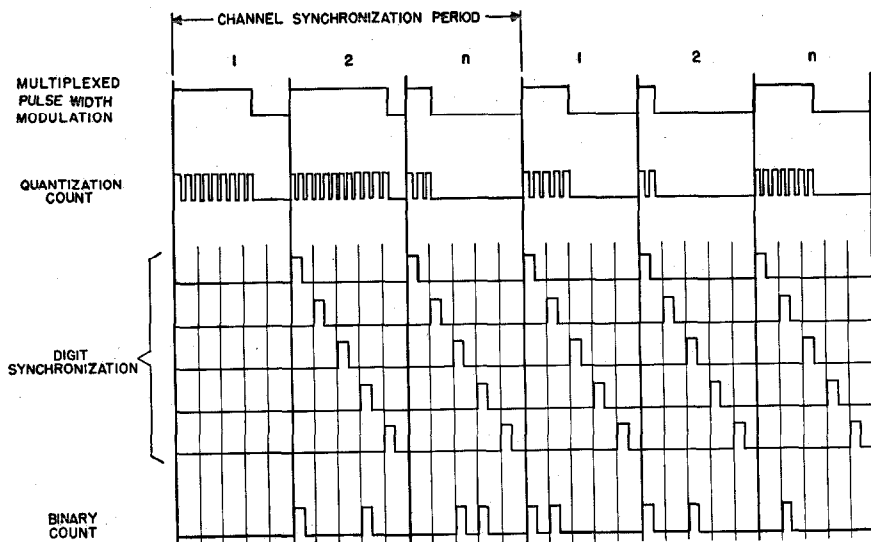 CHANNEL SYNCHRONIZATION PERIOD
1 2 n 1 2 n
MULTIPLEXED
PULSE WIDTH
MODULATION
QUANTIZATION
COUNT
DIGIT
SYNCHRONIZATION
BINARY
COUNT